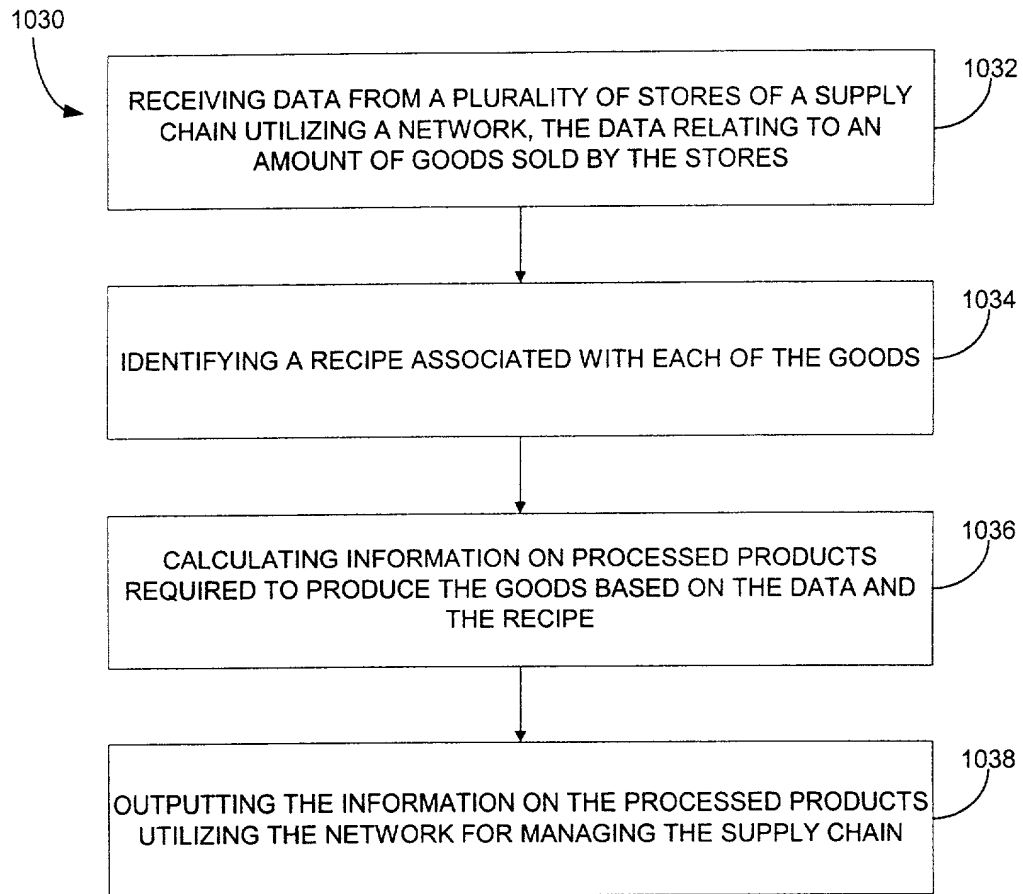 1030
1032
RECEIVING DATA FROM A PLURALITY OF STORES OF A SUPPLY
CHAIN UTILIZING A NETWORK, THE DATA RELATING TO AN
AMOUNT OF GOODS SOLD BY THE STORES
1034
IDENTIFYING A RECIPE ASSOCIATED WITH EACH OF THE GOODS
1036
CALCULATING INFORMATION ON PROCESSED PRODUCTS
REQUIRED TO PRODUCE THE GOODS BASED ON THE DATA AND
THE RECIPE
1038
OUTPUTTING THE INFORMATION ON THE PROCESSED PRODUCTS
UTILIZING THE NETWORK FOR MANAGING THE SUPPLY CHAIN